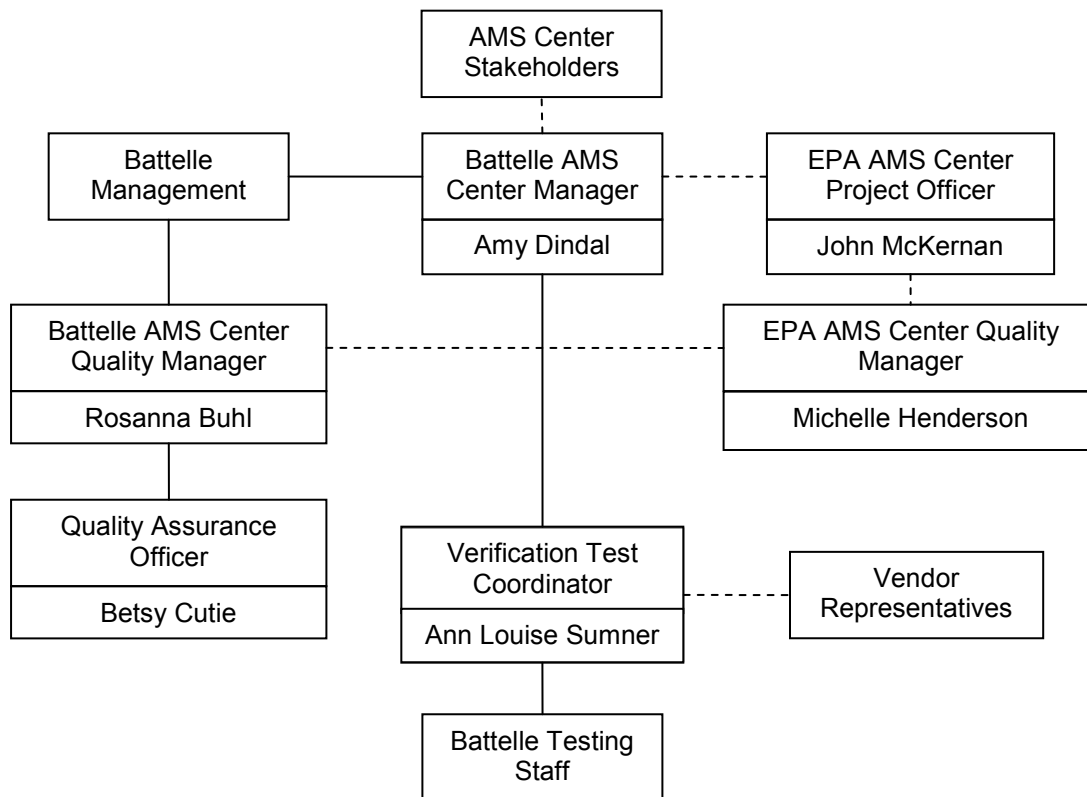 AMS Center
Stakeholders
Battelle
Management
Battelle AMS
Center Manager
Amy Dindal
EPA AMS Center
Project Officer
John McKernan
Battelle AMS Center
Quality Manager
Rosanna Buhl
EPA AMS Center Quality
Manager
Michelle Henderson
Quality Assurance
Officer
Betsy Cutie
Verification Test
Coordinator
Ann Louise Sumner
Vendor
Representatives
Battelle Testing
Staff